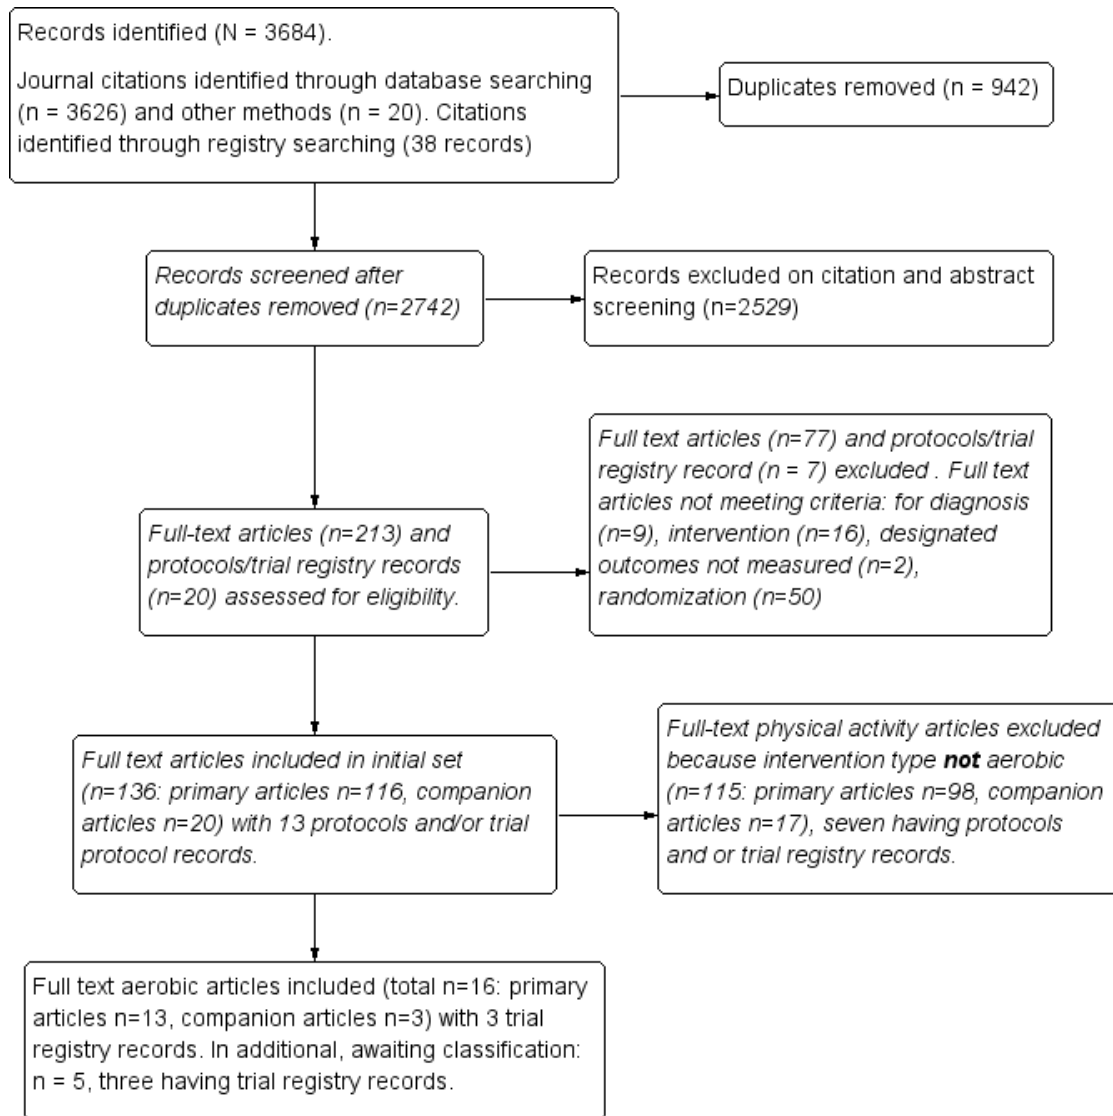 Records identified (N = 3684).
Journal citations identified through database searching
(n = 3626) and other methods (n = 20). Citations
identified through registry searching (38 records)
Duplicates removed (n = 942)
Records screened after
duplicates removed (n=2742)
Records excluded on citation and abstract
screening (n=2529)
Full text articles (n=77) and protocols/trial
registry record (n = 7) excluded . Full text
articles not meeting criteria: for diagnosis
(n=9), intervention (n=16), designated
outcomes not measured (n=2),
randomization (n=50)
Full-text articles (n=213) and
protocols/trial registry records
(n=20) assessed for eligibility.
Full text articles included in initial set
(n=136: primary articles n=116, companion
articles n=20) with 13 protocols and/or trial
protocol records.
Full-text physical activity articles excluded
because intervention type not aerobic
(n=115: primary articles n=98, companion
articles n=17), seven having protocols
and or trial registry records.
Full text aerobic articles included (total n=16: primary
articles n=13, companion articles n=3) with 3 trial
registry records. In additional, awaiting classification:
n = 5, three having trial registry records.